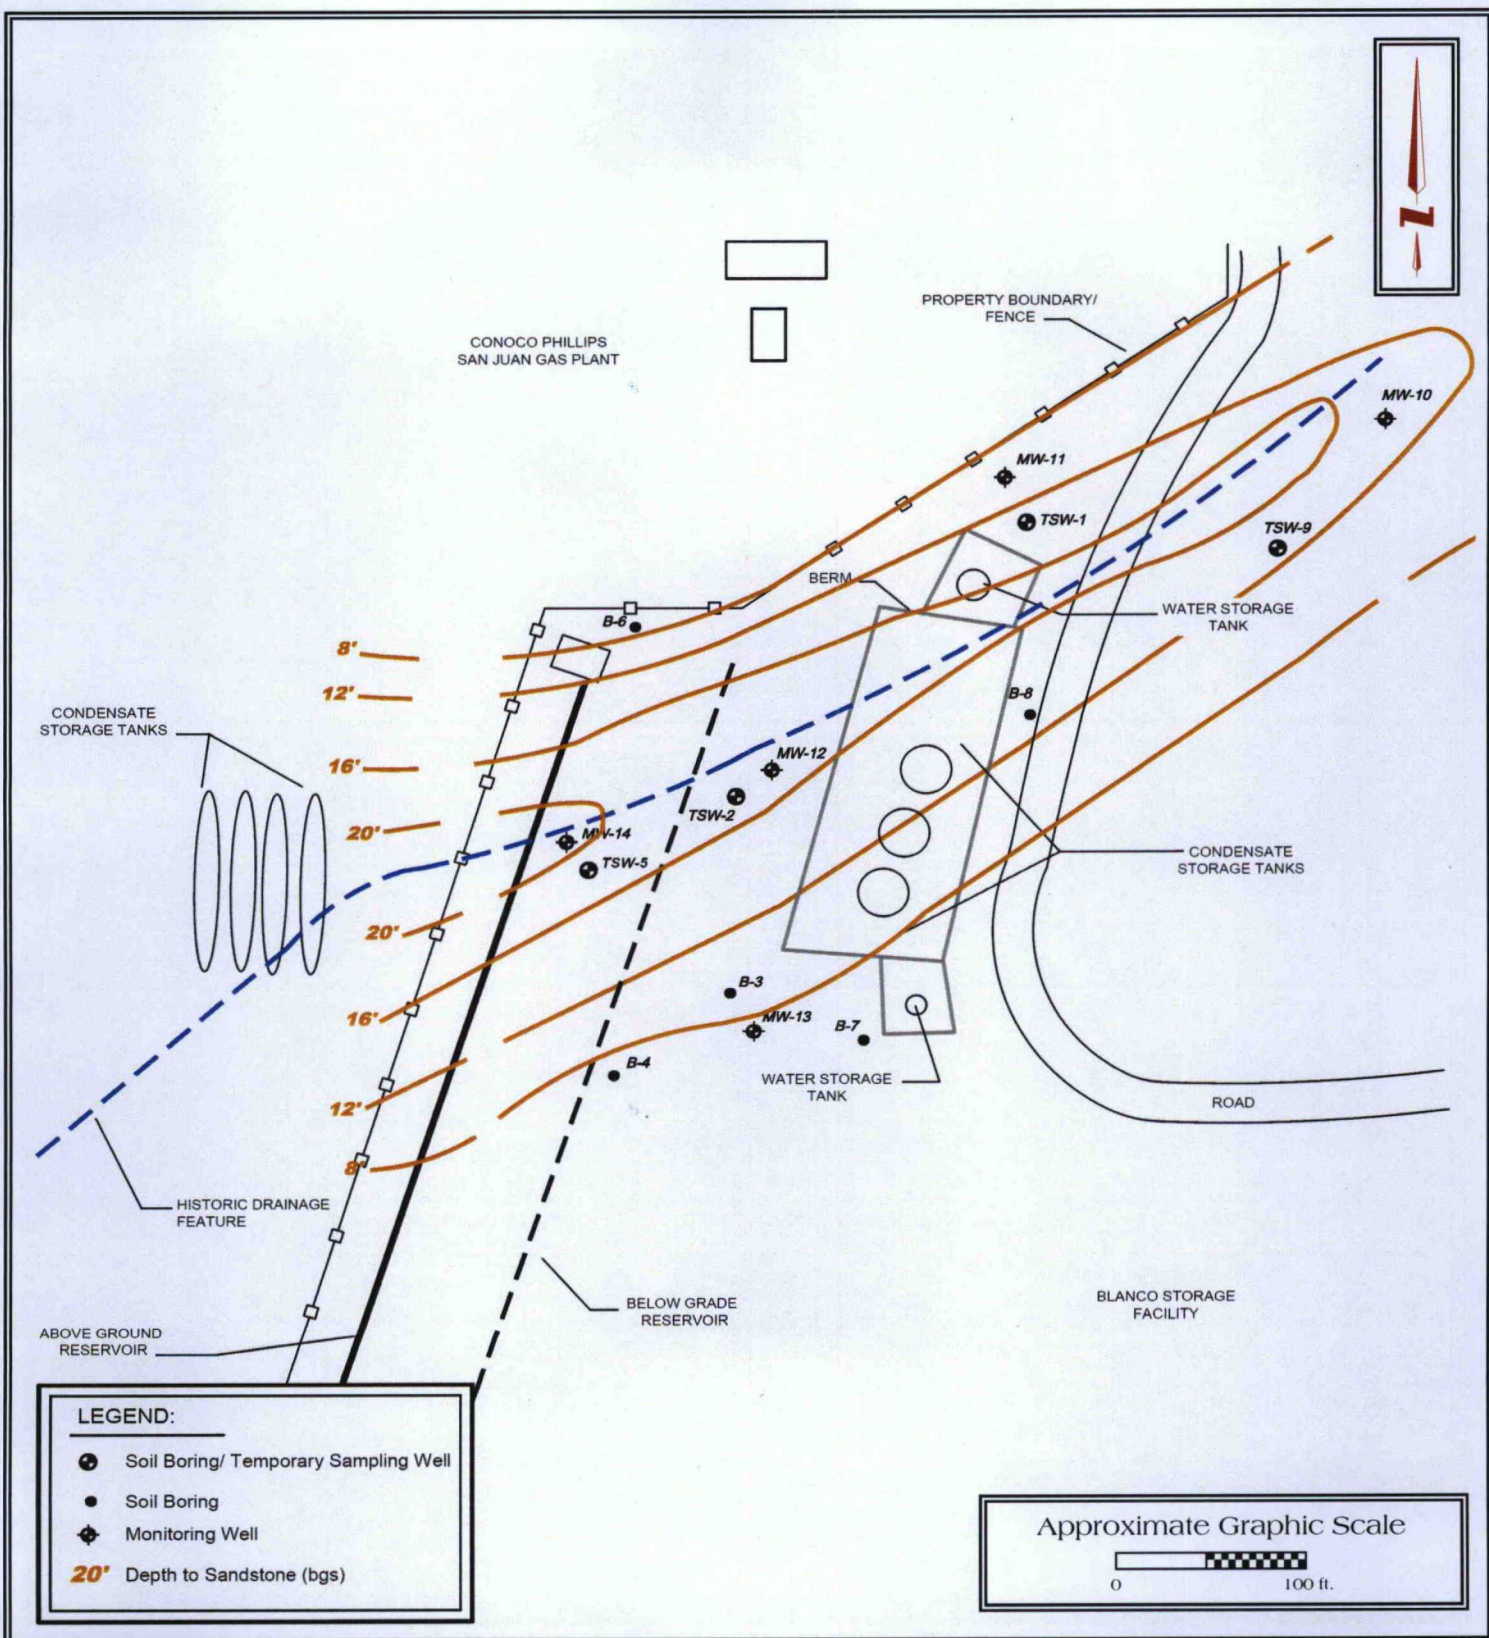 PROPERTY BOUNDARY/
FENCE
CONOCO PHILLIPS
SAN JUAN GAS PLANT
MW-10
MW-11
TSW-1
TSW-9
BERM
WATER STORAGE
TANK
B-6
8'
12'
B-8
CONDENSATE
STORAGE TANKS
16'
MW-12
TSW-2
20'
MW-14
TSW-5
CONDENSATE
STORAGE TANKS
20'
B-3
16'
MW-13
B-7
B-4
WATER STORAGE
TANK
12'
ROAD
8'
HISTORIC DRAINAGE
FEATURE
BELOW GRADE
RESERVOIR
BLANCO STORAGE
FACILITY
ABOVE GROUND
RESERVOIR
LEGEND:
Soil Boring/ Temporary Sampling Well
Soil Boring
Monitoring Well
20' Depth to Sandstone (bgs)
Approximate Graphic Scale
0 100 ft.
N